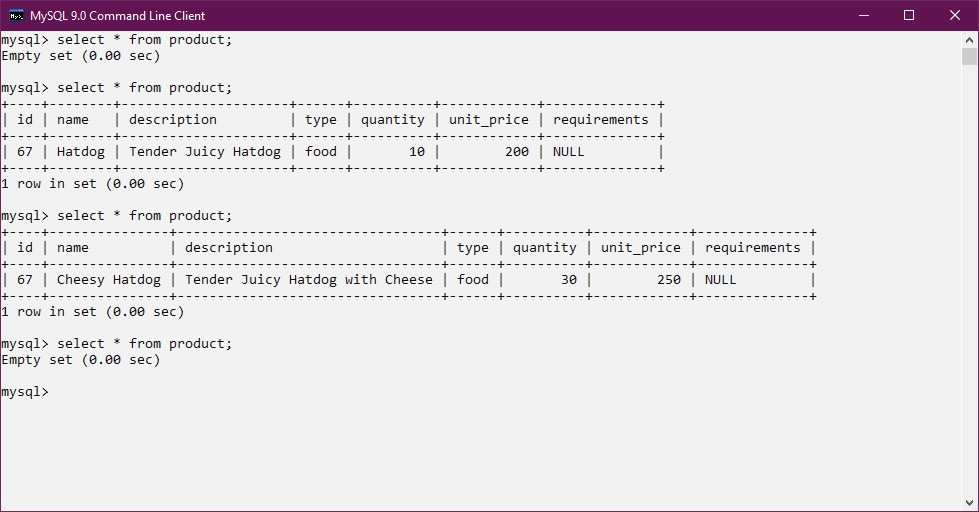 MySQL 9.0 Command Line Client
mysql> select * from product;
Empty set (0.00 sec)
mysql> select * from product;
+----+--------+---------------------+------+----------+------------+--------------+
| id | name   | description         | type | quantity | unit_price | requirements |
+----+--------+---------------------+------+----------+------------+--------------+
| 67 | Hatdog | Tender Juicy Hatdog | food |       10 |        200 | NULL         |
+----+--------+---------------------+------+----------+------------+--------------+
1 row in set (0.00 sec)
mysql> select * from product;
+----+---------------+---------------------------------+------+----------+------------+--------------+
| id | name          | description                     | type | quantity | unit_price | requirements |
+----+---------------+---------------------------------+------+----------+------------+--------------+
| 67 | Cheesy Hatdog | Tender Juicy Hatdog with Cheese | food |       30 |        250 | NULL         |
+----+---------------+---------------------------------+------+----------+------------+--------------+
1 row in set (0.00 sec)
mysql> select * from product;
Empty set (0.00 sec)
mysql>